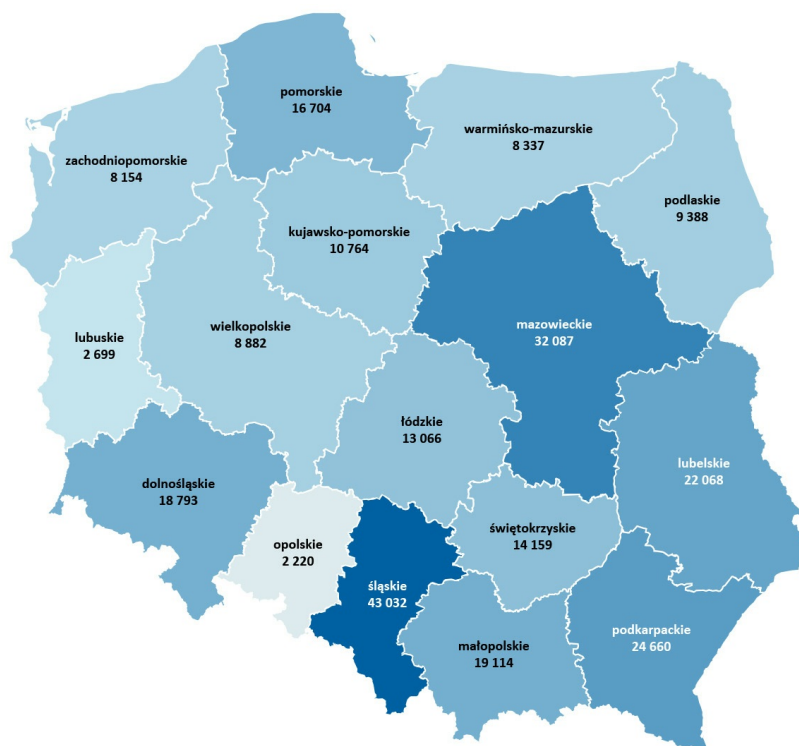 pomorskie
16 704
warmińsko-mazurskie
8 337
zachodniopomorskie
8 154
podlaskie
9 388
kujawsko-pomorskie
10 764
mazowieckie
32 087
wielkopolskie
8 882
lubuskie
2 699
łódzkie
13 066
lubelskie
22 068
dolnośląskie
18 793
świętokrzyskie
14 159
opolskie
2 220
śląskie
43 032
podkarpackie
24 660
małopolskie
19 114